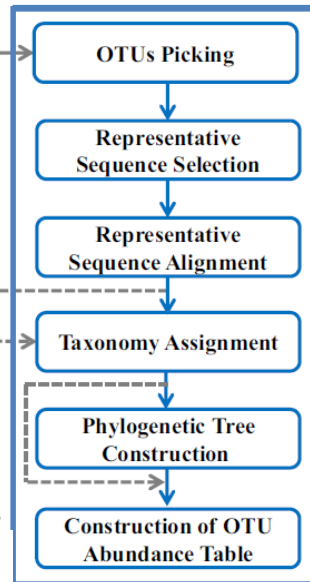 OTUs Picking
Representative
Sequence Selection
Representative
Sequence Alignment
Taxonomy Assignment
Phylogenetic Tree
Construction
Construction of OTU
Abundance Table